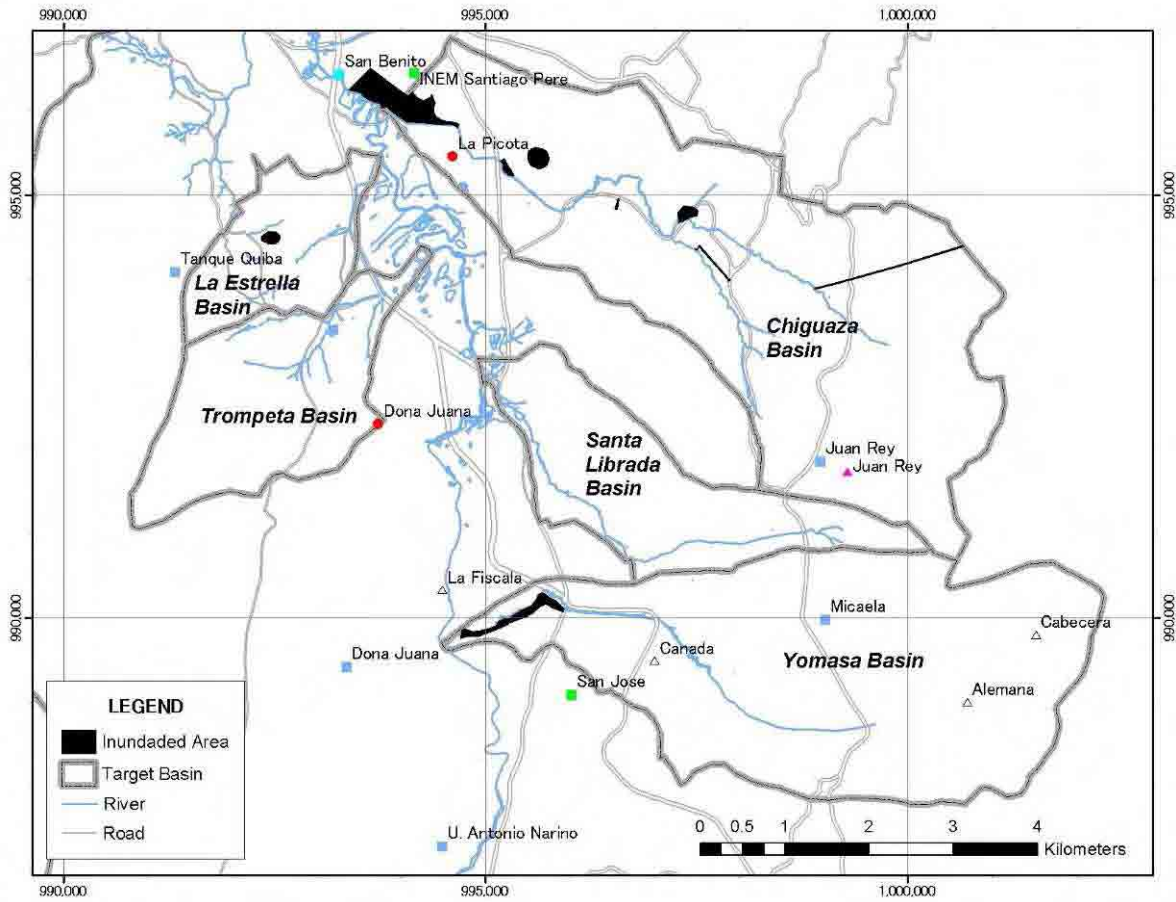 990.000 995.000 1,000.000
San Benito
INEM Santiago Pere
La Picota
995.000 995.000
Tanque Quiba
La Estrella
Basin
Chiguaza
Basin
Trompeta Basin
Dona Juana
Santa
Librada
Basin
Juan Rey
Juan Rey
La Fiscala
Micaela
990.000 990.000
Cabecera
Dona Juana
Canada
Yomasa Basin
San Jose
Alemana
LEGEND
Inundaded Area
Target Basin
River
Road
U. Antonio Narino
0 0.5 1 2 3 4
Kilometers
990.000 995.000 1,000.000